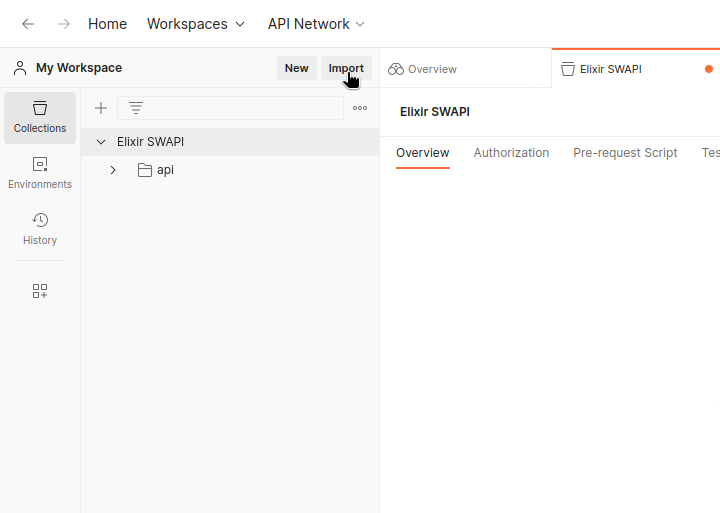 Home Workspaces API Network
My Workspace New Import
Overview Elixir SWAPI
Collections
Elixir SWAPI
Elixir SWAPI
Overview Authorization Pre-request Script Tes
api
Environments
History